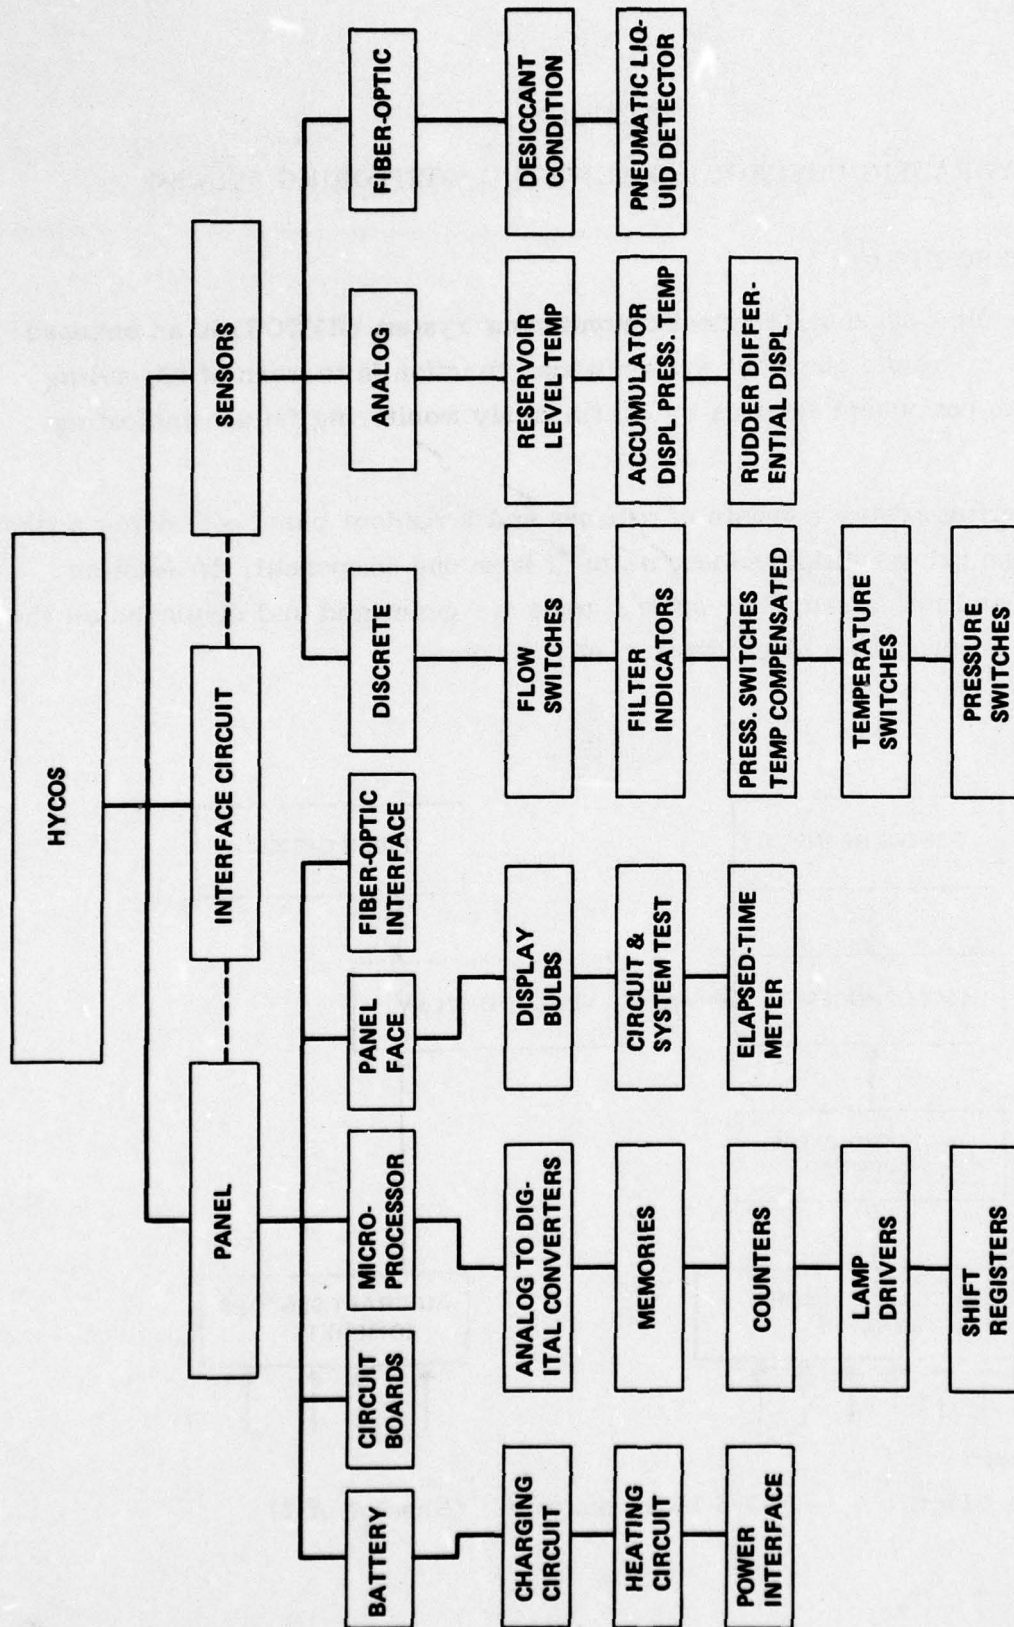 HYCOS
PANEL
INTERFACE CIRCUIT
SENSORS
BATTERY
CIRCUIT
BOARDS
MICRO-
PROCESSOR
PANEL
FACE
FIBER-OPTIC
INTERFACE
DISCRETE
ANALOG
FIBER-OPTIC
CHARGING
CIRCUIT
HEATING
CIRCUIT
POWER
INTERFACE
ANALOG TO DIG-
ITAL CONVERTERS
MEMORIES
COUNTERS
LAMP
DRIVERS
SHIFT
REGISTERS
DISPLAY
BULBS
CIRCUIT &
SYSTEM TEST
ELAPSED-TIME
METER
FLOW
SWITCHES
FILTER
INDICATORS
PRESS. SWITCHES
TEMP COMPENSATED
TEMPERATURE
SWITCHES
PRESSURE
SWITCHES
RESERVOIR
LEVEL TEMP
ACCUMULATOR
DISPL PRESS. TEMP
RUDDER DIFFER-
ENTIAL DISPL
DESICCANT
CONDITION
PNEUMATIC LIQ-
UID DETECTOR